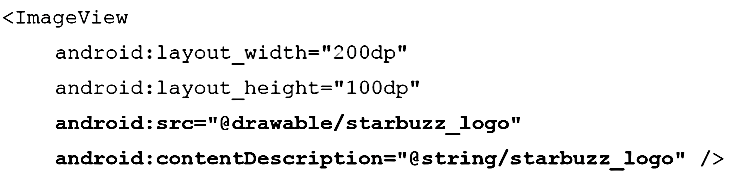 <ImageView
android:layout_width="200dp"
android:layout_height="100dp"
android:src="@drawable/starbuzz_logo"
android:contentDescription="@string/starbuzz_logo" />